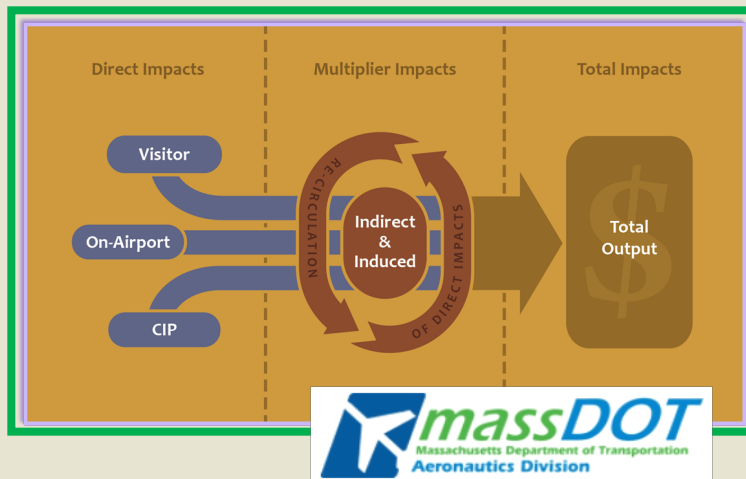 Direct Impacts
Multiplier Impacts
Total Impacts
Visitor
On-Airport
CIP
RE-CIRCULATION
OF DIRECT IMPACTS
Indirect
&
Induced
$
Total
Output
massDOT
Massachusetts Department of Transportation
Aeronautics Division